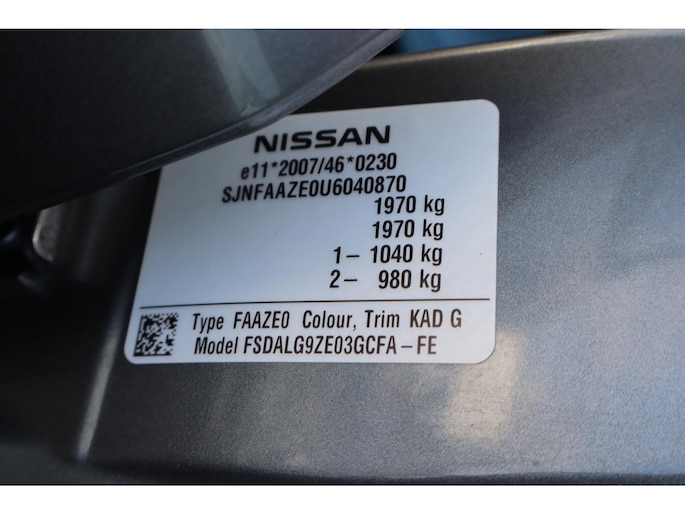 NISSAN
e11*2007/46*0230
SJNFAAZE0U6040870
1970 kg
1970 kg
1– 1040 kg
2– 980 kg
Type FAAZE0 Colour, Trim KAD G
Model FSDALG9ZE03GCFA–FE